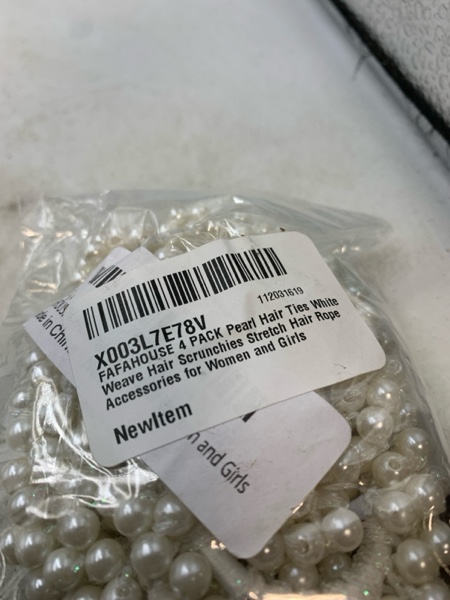 112031619
X003L7E78V
FAFAHOUSE 4 PACK Pearl Hair Ties White
Weave Hair Scrunchies Stretch Hair Rope
Accessories for Women and Girls
NewItem
and Girls